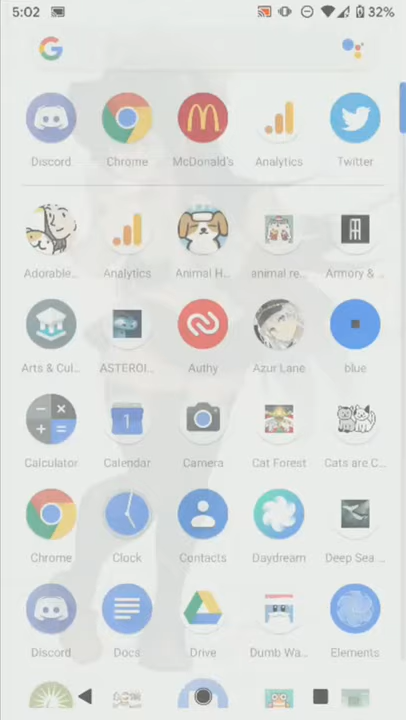 5:02 32%
Discord Chrome McDonald's Analytics Twitter
Adorable... Analytics Animal H... animal re... Armory & ...
Arts & Cul... ASTEROI... Authy Azur Lane blue
Calculator Calendar Camera Cat Forest Cats are C...
Chrome Clock Contacts Daydream Deep Sea ...
Discord Docs Drive Dumb Wa... Elements